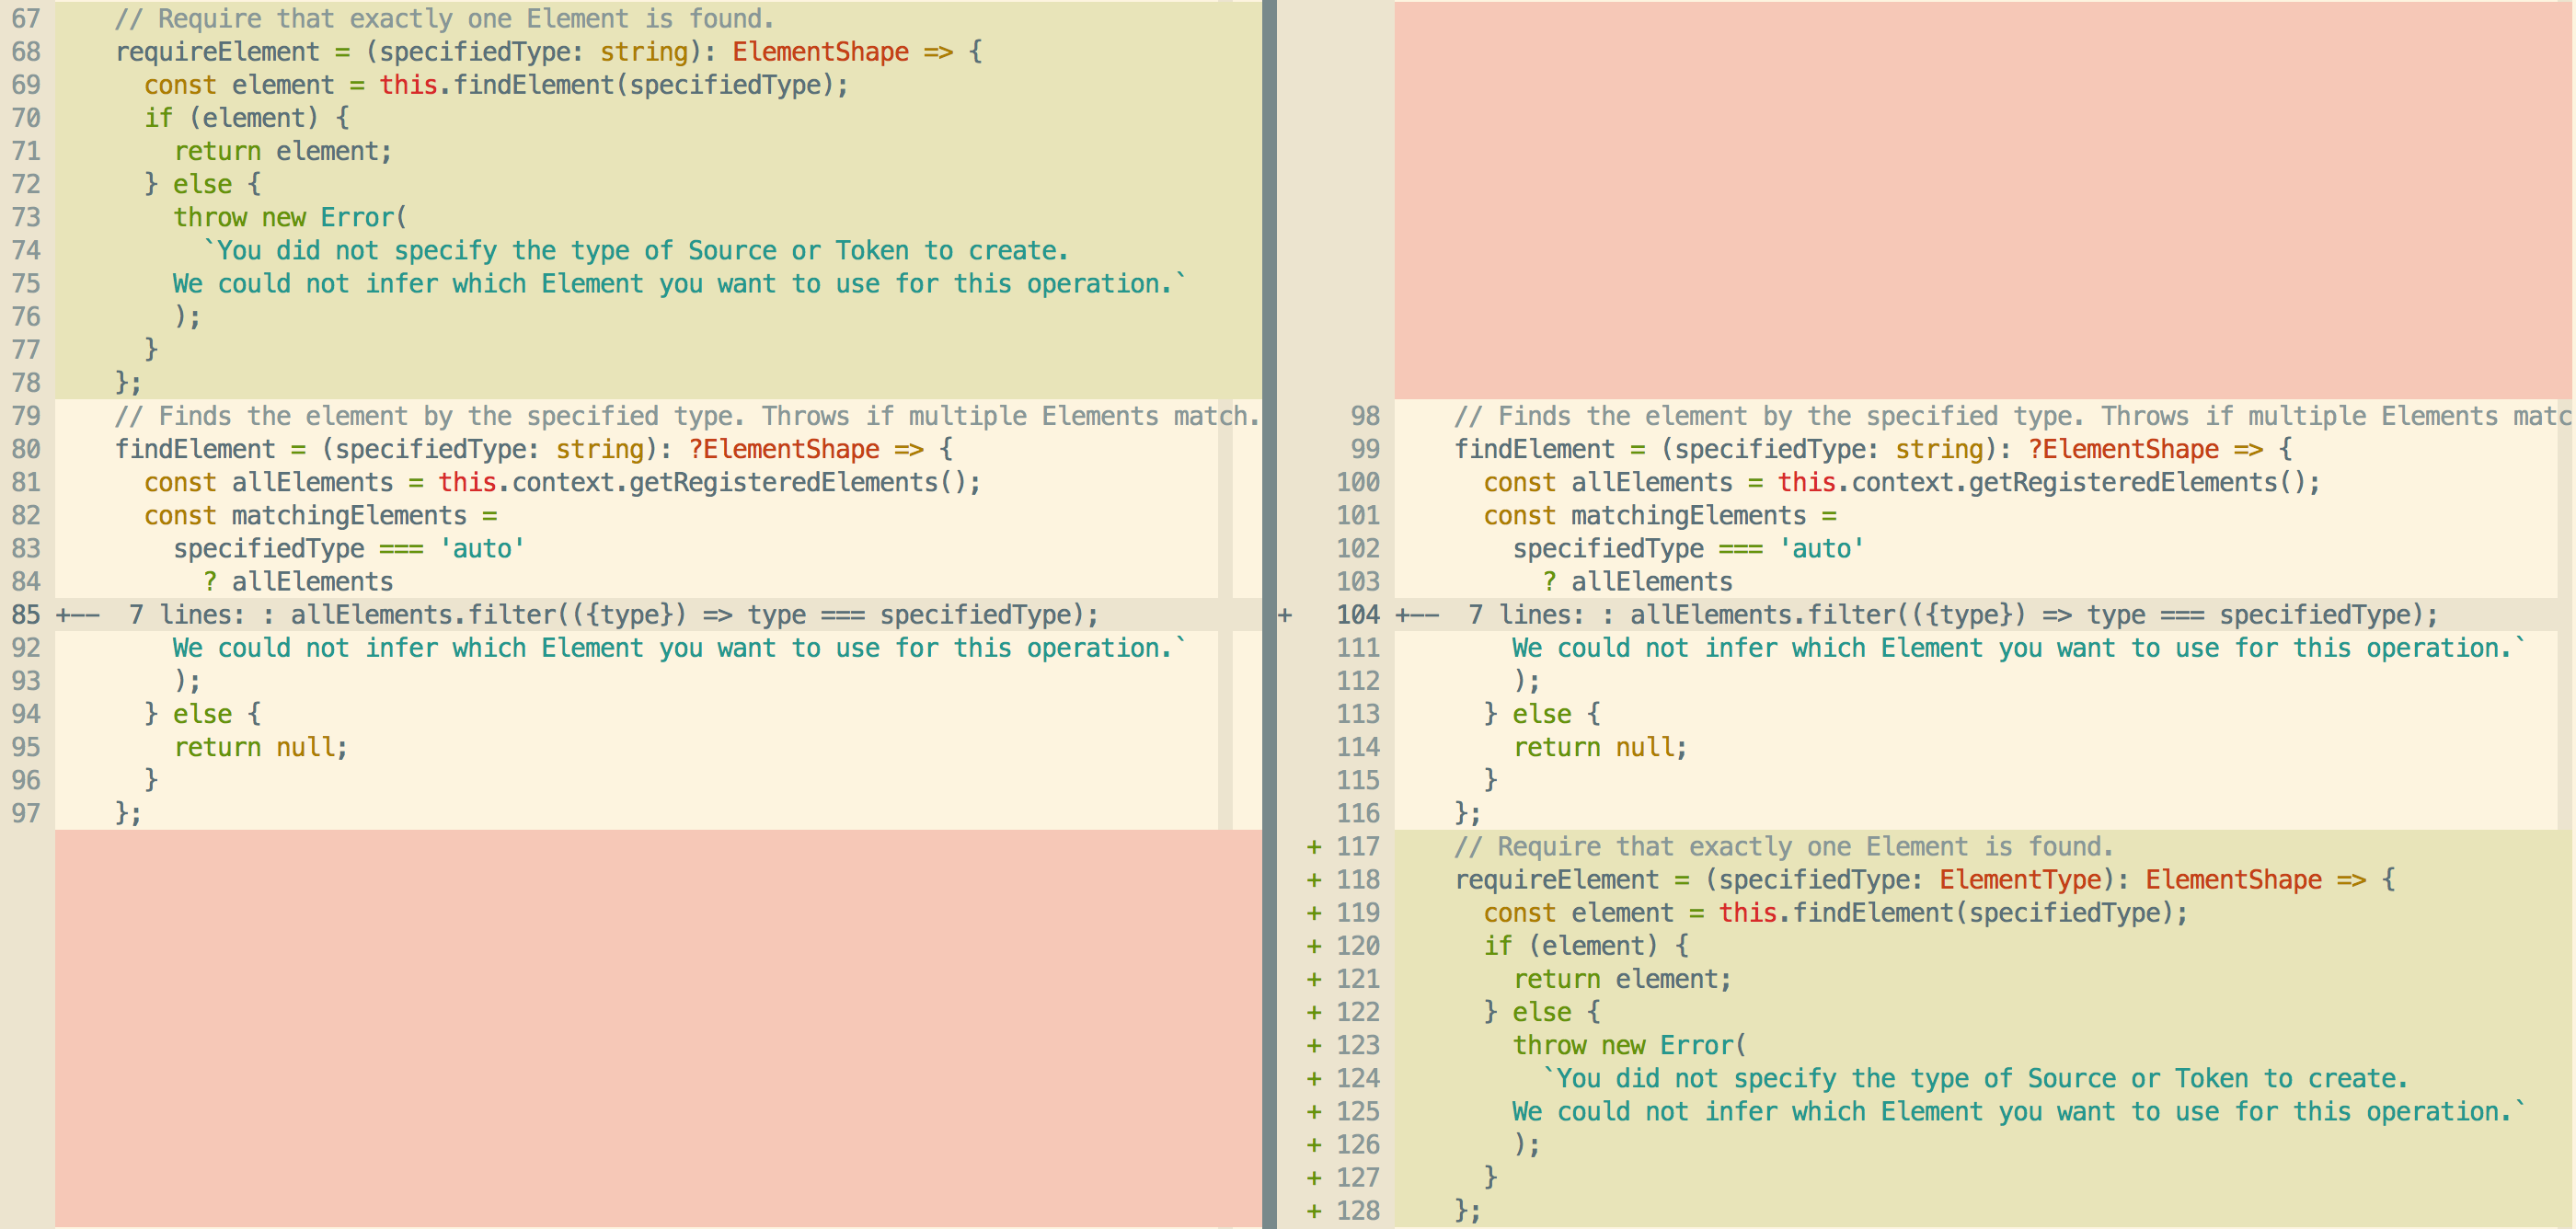 67 // Require that exactly one Element is found.
68 requireElement = (specifiedType: string): ElementShape => {
69 const element = this.findElement(specifiedType);
70 if (element) {
71 return element;
72 } else {
73 throw new Error(
74 `You did not specify the type of Source or Token to create.
75 We could not infer which Element you want to use for this operation.`
76 );
77 }
78 };
79 // Finds the element by the specified type. Throws if multiple Elements match.
80 findElement = (specifiedType: string): ?ElementShape => {
81 const allElements = this.context.getRegisteredElements();
82 const matchingElements =
83 specifiedType === 'auto'
84 ? allElements
85 +-- 7 lines: : allElements.filter(({type}) => type === specifiedType);
92 We could not infer which Element you want to use for this operation.`
93 );
94 } else {
95 return null;
96 }
97 };
98 // Finds the element by the specified type. Throws if multiple Elements matc
99 findElement = (specifiedType: string): ?ElementShape => {
100 const allElements = this.context.getRegisteredElements();
101 const matchingElements =
102 specifiedType === 'auto'
103 ? allElements
+ 104 +-- 7 lines: : allElements.filter(({type}) => type === specifiedType);
111 We could not infer which Element you want to use for this operation.`
112 );
113 } else {
114 return null;
115 }
116 };
+ 117 // Require that exactly one Element is found.
+ 118 requireElement = (specifiedType: ElementType): ElementShape => {
+ 119 const element = this.findElement(specifiedType);
+ 120 if (element) {
+ 121 return element;
+ 122 } else {
+ 123 throw new Error(
+ 124 `You did not specify the type of Source or Token to create.
+ 125 We could not infer which Element you want to use for this operation.`
+ 126 );
+ 127 }
+ 128 };